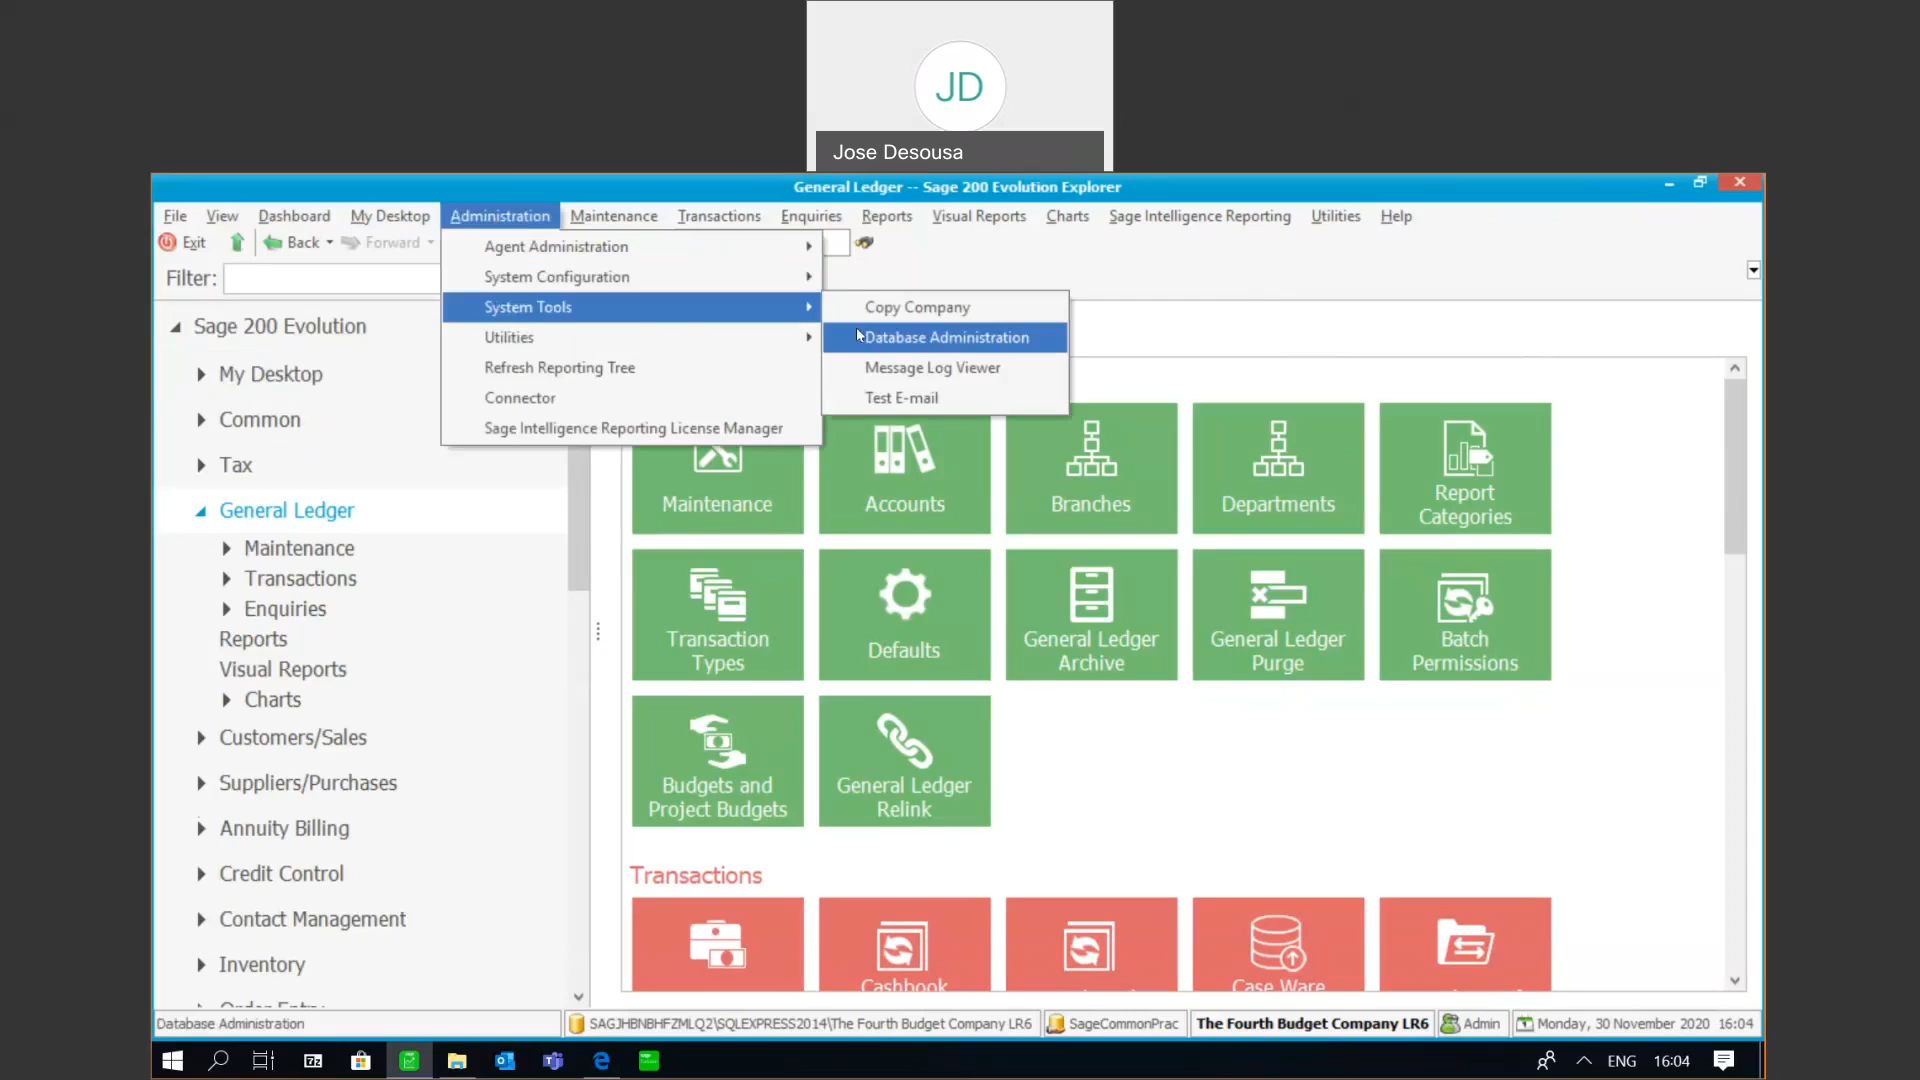 JD
Jose Desousa
General Ledger -- Sage 200 Evolution Explorer
File View Dashboard My Desktop Administration Maintenance Transactions Enquiries Reports Visual Reports Charts Sage Intelligence Reporting Utilities Help
Exit Back Forward
Filter:
Agent Administration
System Configuration
System Tools
Utilities
Refresh Reporting Tree
Connector
Sage Intelligence Reporting License Manager
Copy Company
Database Administration
Message Log Viewer
Test E-mail
Sage 200 Evolution
My Desktop
Common
Tax
General Ledger
Maintenance
Transactions
Enquiries
Reports
Visual Reports
Charts
Customers/Sales
Suppliers/Purchases
Annuity Billing
Credit Control
Contact Management
Inventory
Maintenance
Accounts
Branches
Departments
Report
Categories
Transaction
Types
Defaults
General Ledger
Archive
General Ledger
Purge
Batch
Permissions
Budgets and
Project Budgets
General Ledger
Relink
Transactions
Cashbook
Case Ware
Database Administration
SAGJHBNBHFZMLQ2\SQLEXPRESS2014\The Fourth Budget Company LR6
SageCommonPrac
The Fourth Budget Company LR6
Admin
Monday, 30 November 2020 16:04
ENG 16:04